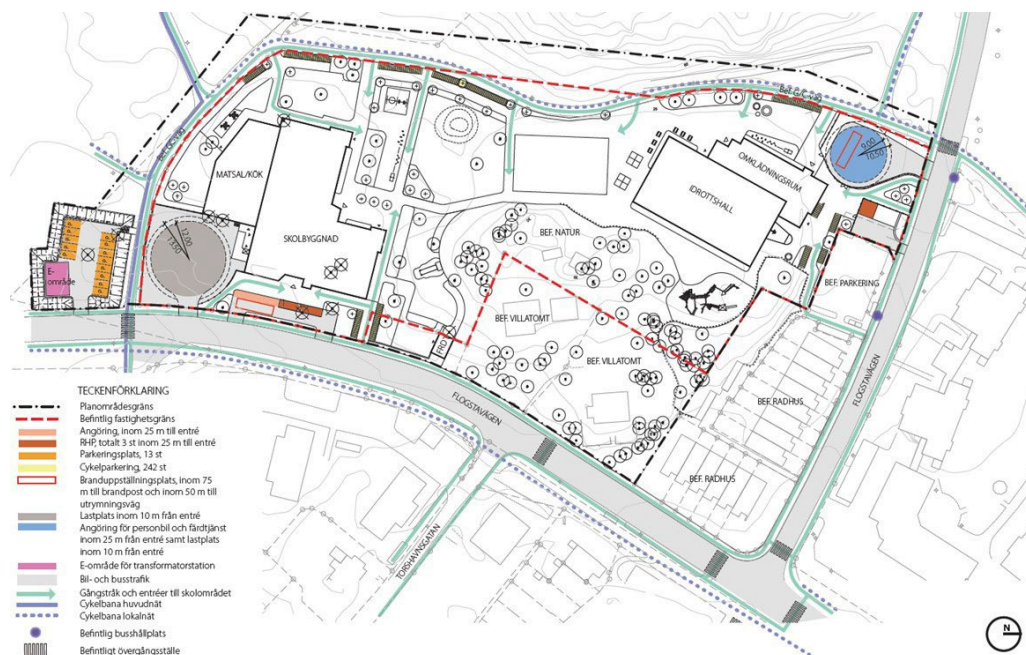 Bef. G/C väg
Bef. G/C väg
9.00
10.50
MATSAL/KÖK
OMKLÄDNINGSRUM
IDROTTSHALL
SKOLBYGGNAD
12.00
13.50
BEF. NATUR
E-
område
BEF. PARKERING
BEF. VILLATOMT
FRD
BEF. VILLATOMT
FLOGSTAVÄGEN
BEF. RADHUS
FLOGSTAVÄGEN
BEF. RADHUS
TORSHAVNSGATAN
TECKENFÖRKLARING
Planområdesgräns
Befintlig fastighetsgräns
Angöring, inom 25 m till entré
RHP, totalt 3 st inom 25 m till entré
Parkeringsplats, 13 st
Cykelparkering, 242 st
Branduppställningsplats, inom 75
m till brandpost och inom 50 m till
utrymningsväg
Lastplats inom 10 m från entré
Angöring för personbil och färdtjänst
inom 25 m från entré samt lastplats
inom 10 m från entré
E-område för transformatorstation
Bil- och busstrafik
Gångstråk och entréer till skolområdet
Cykelbana huvudnät
Cykelbana lokalnät
Befintlig busshållplats
Befintligt övergångsställe
N